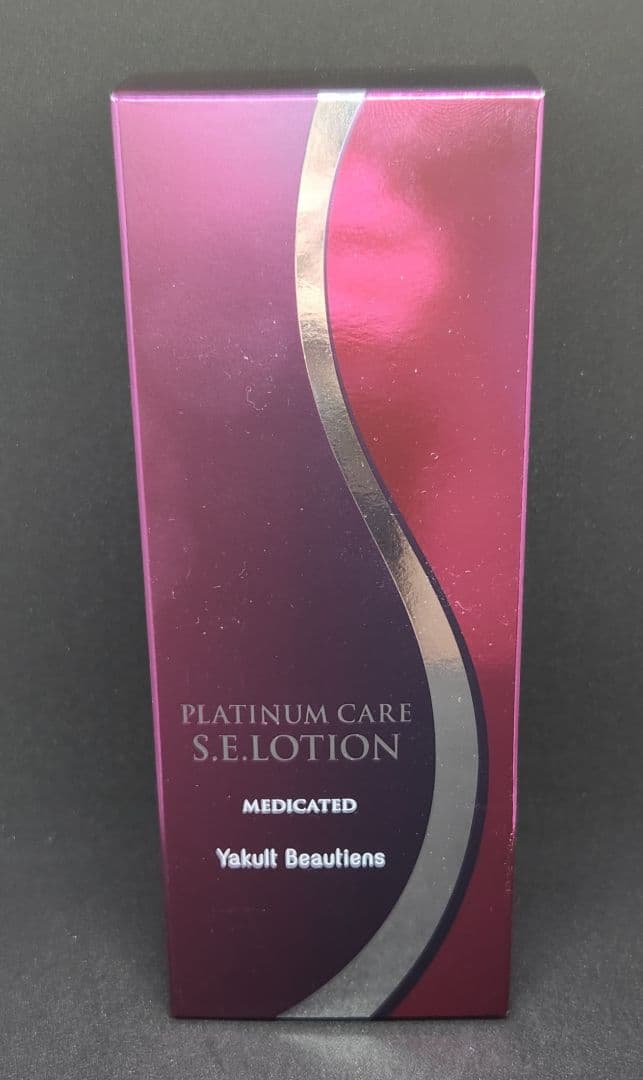 PLATINUM CARE
S.E.LOTION
MEDICATED
Yakult Beautiens